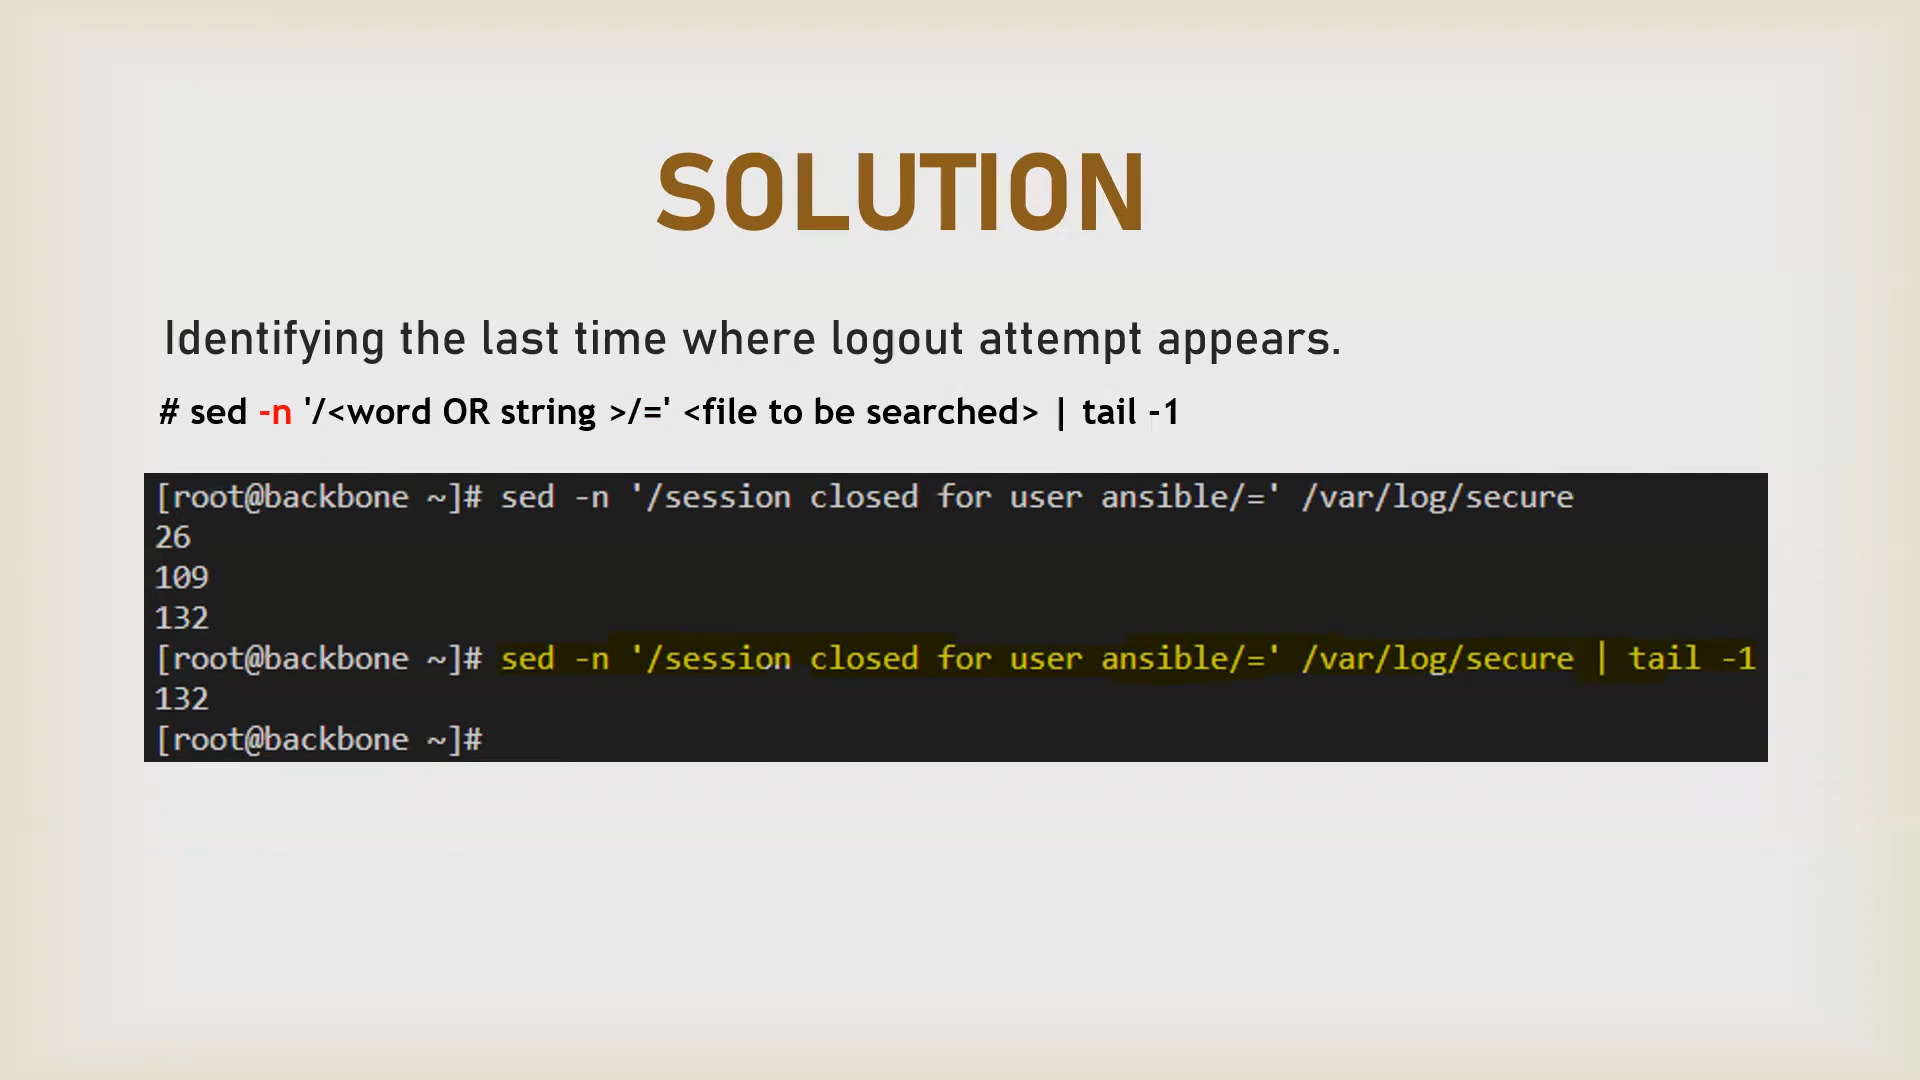 SOLUTION
Identifying the last time where logout attempt appears.
# sed -n '/<word OR string >/=' <file to be searched> | tail -1
[root@backbone ~]# sed -n '/session closed for user ansible/=' /var/log/secure
26
109
132
[root@backbone ~]# sed -n '/session closed for user ansible/=' /var/log/secure | tail -1
132
[root@backbone ~]#